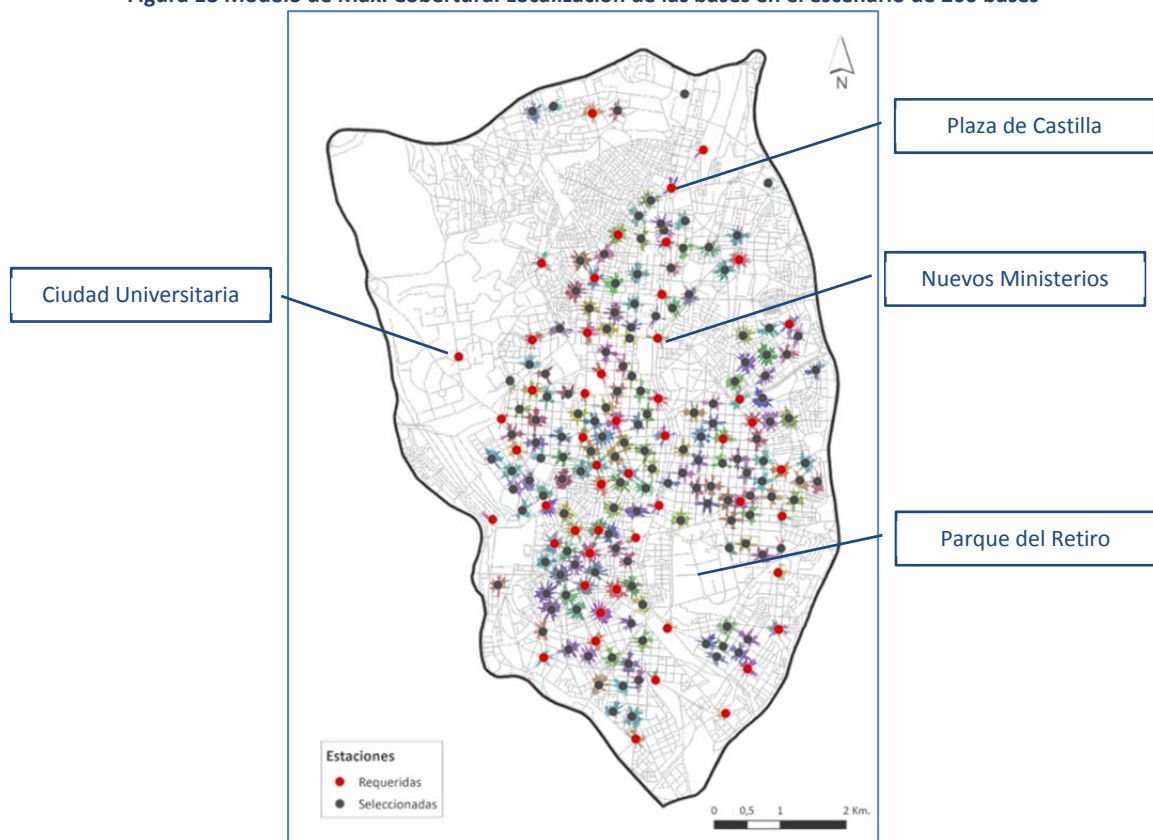 Figura 28 Modelo de Máx. Cobertura. Localización de las bases en el escenario de 200 bases
N
Plaza de Castilla
Ciudad Universitaria
Nuevos Ministerios
Parque del Retiro
Estaciones
Requeridas
Seleccionadas
0 0,5 1 2 Km.